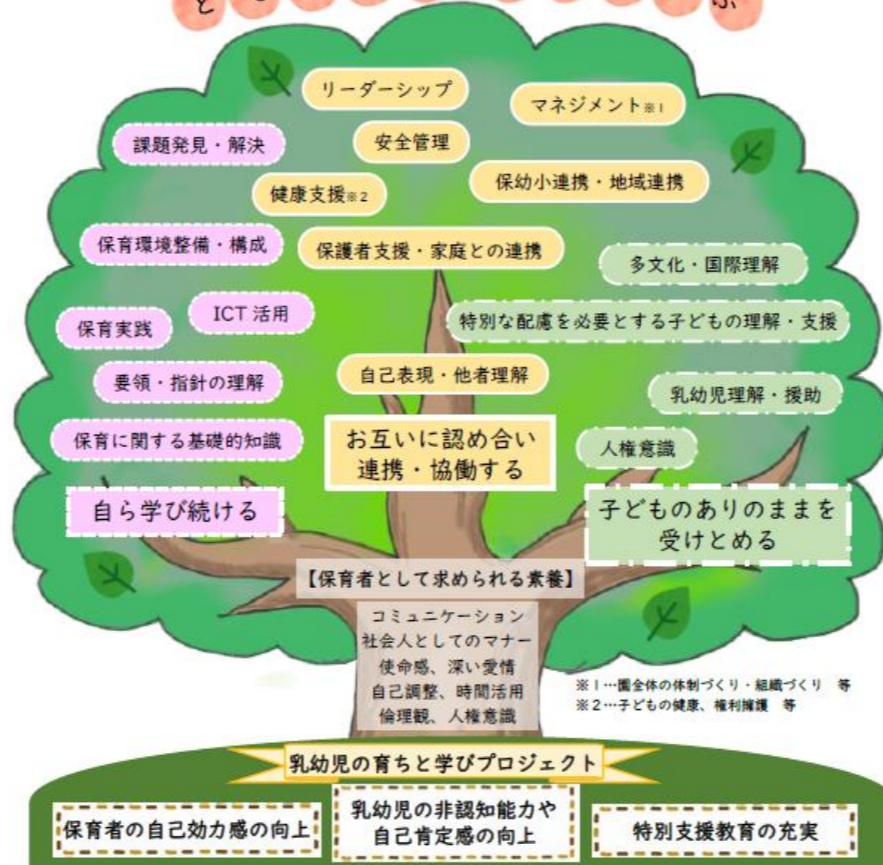 リーダーシップ
マネジメント※1
課題発見・解決
安全管理
保幼小連携・地域連携
健康支援※2
保育環境整備・構成
保護者支援・家庭との連携
多文化・国際理解
ICT 活用
特別な配慮を必要とする子どもの理解・支援
保育実践
要領・指針の理解
自己表現・他者理解
乳幼児理解・援助
保育に関する基礎的知識
お互いに認め合い
連携・協働する
人権意識
自ら学び続ける
子どものありのままを
受けとめる
【保育者として求められる素養】
コミュニケーション
社会人としてのマナー
使命感、深い愛情
自己調整、時間活用
倫理観、人権意識
※1…園全体の体制づくり・組織づくり 等
※2…子どもの健康、権利擁護 等
乳幼児の育ちと学びプロジェクト
保育者の自己効力感の向上
乳幼児の非認知能力や
自己肯定感の向上
特別支援教育の充実